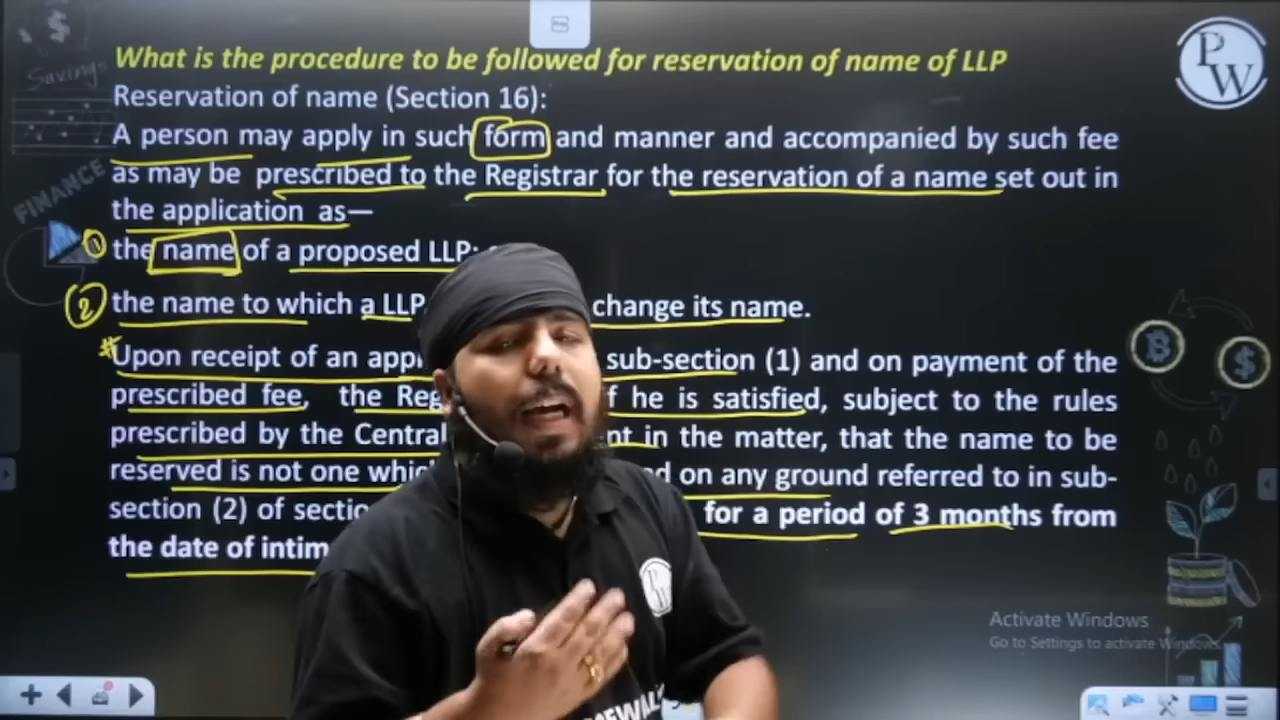 What is the procedure to be followed for reservation of name of LLP
Reservation of name (Section 16):
A person may apply in such form and manner and accompanied by such fee
as may be prescribed to the Registrar for the reservation of a name set out in
the application as—
1 the name of a proposed LLP;
2 the name to which a LLP change its name.
Upon receipt of an sub-section (1) and on payment of the
prescribed fee, the he is satisfied, subject to the rules
prescribed by the Central in the matter, that the name to be
reserved is not one on any ground referred to in sub-
section (2) of for a period of 3 months from
the date of
Savings
FINANCE
PW
Activate Windows
Go to Settings to activate Windows.
PW